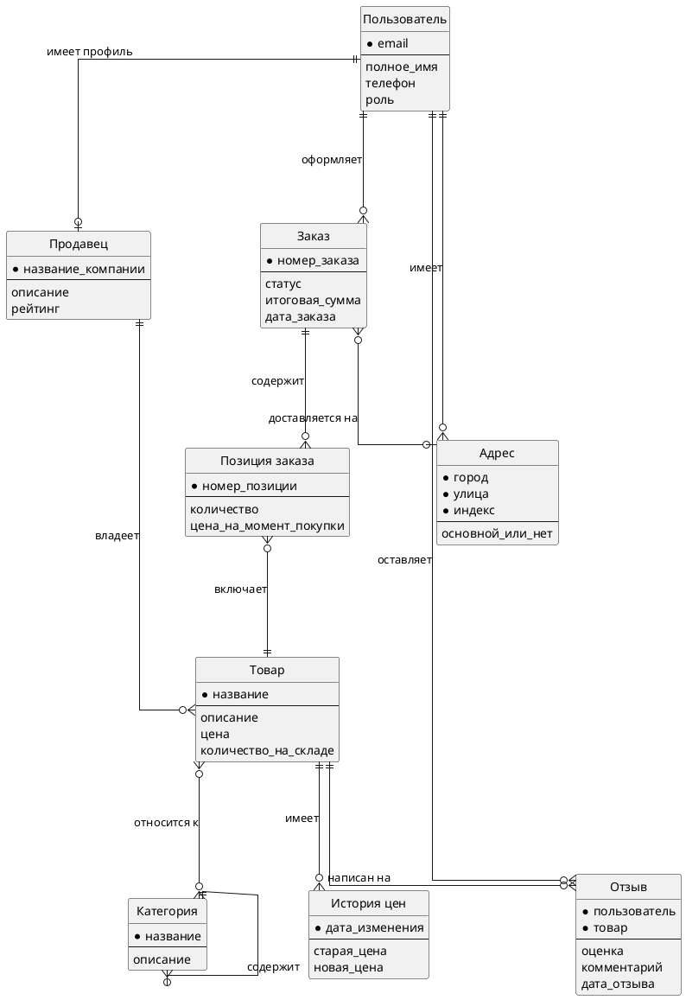 Пользователь
* email
полное_имя
телефон
роль
имеет профиль
оформляет
Продавец
* название_компании
описание
рейтинг
Заказ
* номер_заказа
статус
итоговая_сумма
дата_заказа
имеет
содержит
доставляется на
Позиция заказа
* номер_позиции
количество
цена_на_момент_покупки
Адрес
* город
* улица
* индекс
основной_или_нет
владеет
оставляет
включает
Товар
* название
описание
цена
количество_на_складе
относится к
имеет
написан на
Категория
* название
описание
содержит
История цен
* дата_изменения
старая_цена
новая_цена
Отзыв
* пользователь
* товар
оценка
комментарий
дата_отзыва